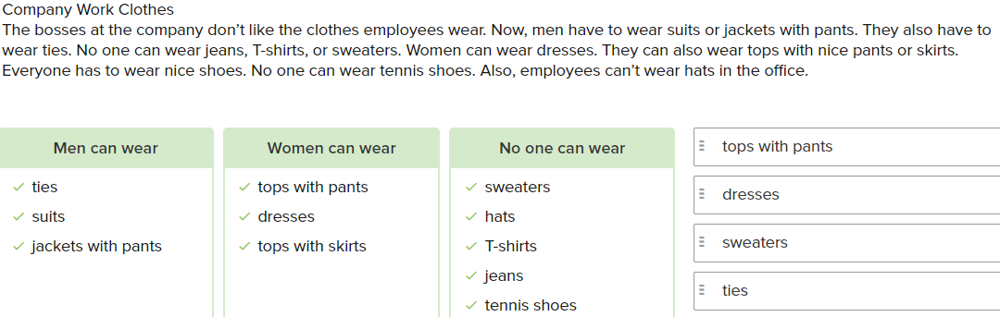 Company Work Clothes
The bosses at the company don’t like the clothes employees wear. Now, men have to wear suits or jackets with pants. They also have to
wear ties. No one can wear jeans, T-shirts, or sweaters. Women can wear dresses. They can also wear tops with nice pants or skirts.
Everyone has to wear nice shoes. No one can wear tennis shoes. Also, employees can’t wear hats in the office.
Men can wear
ties
suits
jackets with pants
Women can wear
tops with pants
dresses
tops with skirts
No one can wear
sweaters
hats
T-shirts
jeans
tennis shoes
tops with pants
dresses
sweaters
ties